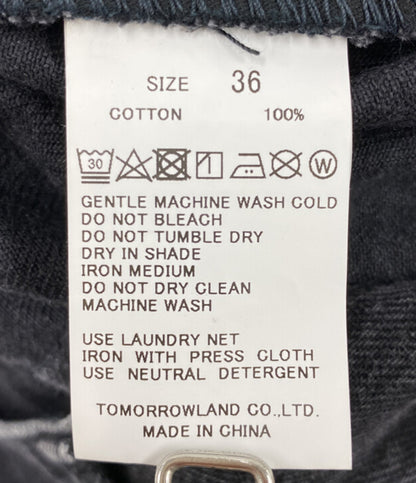 SIZE 36
COTTON 100%
30 W
GENTLE MACHINE WASH COLD
DO NOT BLEACH
DO NOT TUMBLE DRY
DRY IN SHADE
IRON MEDIUM
DO NOT DRY CLEAN
MACHINE WASH
USE LAUNDRY NET
IRON WITH PRESS CLOTH
USE NEUTRAL DETERGENT
TOMORROWLAND CO.,LTD.
MADE IN CHINA